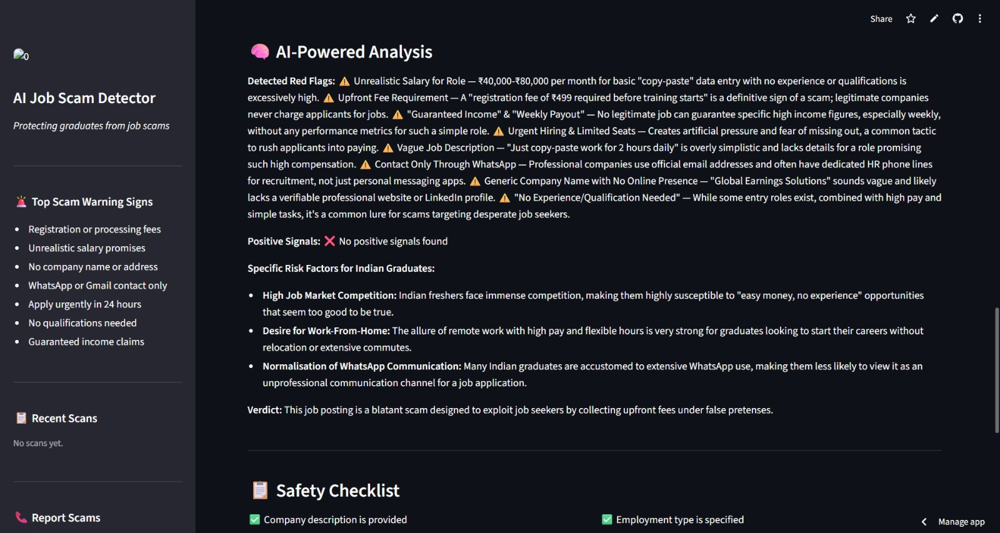 Share
0
AI Job Scam Detector
Protecting graduates from job scams
🚨 Top Scam Warning Signs
• Registration or processing fees
• Unrealistic salary promises
• No company name or address
• WhatsApp or Gmail contact only
• Apply urgently in 24 hours
• No qualifications needed
• Guaranteed income claims
📋 Recent Scans
No scans yet.
📞 Report Scams
🧠 AI-Powered Analysis
Detected Red Flags: ⚠️ Unrealistic Salary for Role — ₹40,000-₹80,000 per month for basic "copy-paste" data entry with no experience or qualifications is
excessively high. ⚠️ Upfront Fee Requirement — A "registration fee of ₹499 required before training starts" is a definitive sign of a scam; legitimate companies
never charge applicants for jobs. ⚠️ "Guaranteed Income" & "Weekly Payout" — No legitimate job can guarantee specific high income figures, especially weekly,
without any performance metrics for such a simple role. ⚠️ Urgent Hiring & Limited Seats — Creates artificial pressure and fear of missing out, a common tactic
to rush applicants into paying. ⚠️ Vague Job Description — "Just copy-paste work for 2 hours daily" is overly simplistic and lacks details for a role promising
such high compensation. ⚠️ Contact Only Through WhatsApp — Professional companies use official email addresses and often have dedicated HR phone lines
for recruitment, not just personal messaging apps. ⚠️ Generic Company Name with No Online Presence — "Global Earnings Solutions" sounds vague and likely
lacks a verifiable professional website or LinkedIn profile. ⚠️ "No Experience/Qualification Needed" — While some entry roles exist, combined with high pay and
simple tasks, it's a common lure for scams targeting desperate job seekers.
Positive Signals: ❌ No positive signals found
Specific Risk Factors for Indian Graduates:
• High Job Market Competition: Indian freshers face immense competition, making them highly susceptible to "easy money, no experience" opportunities
that seem too good to be true.
• Desire for Work-From-Home: The allure of remote work with high pay and flexible hours is very strong for graduates looking to start their careers without
relocation or extensive commutes.
• Normalisation of WhatsApp Communication: Many Indian graduates are accustomed to extensive WhatsApp use, making them less likely to view it as an
unprofessional communication channel for a job application.
Verdict: This job posting is a blatant scam designed to exploit job seekers by collecting upfront fees under false pretenses.
📋 Safety Checklist
✅ Company description is provided
✅ Employment type is specified
Manage app